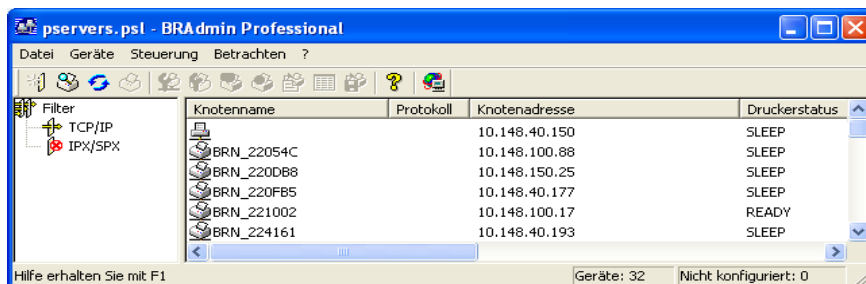 pservers.psl - BRAdmin Professional
Datei Geräte Steuerung Betrachten ?
Filter
TCP/IP
IPX/SPX
Knotenname Protokoll Knotenadresse Druckerstatus
10.148.40.150 SLEEP
BRN_22054C 10.148.100.88 SLEEP
BRN_220DB8 10.148.150.25 SLEEP
BRN_220FB5 10.148.40.177 SLEEP
BRN_221002 10.148.100.17 READY
BRN_224161 10.148.40.193 SLEEP
Hilfe erhalten Sie mit F1 Geräte: 32 Nicht konfiguriert: 0